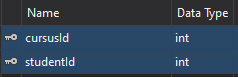 Name Data Type
cursusId int
studentId int